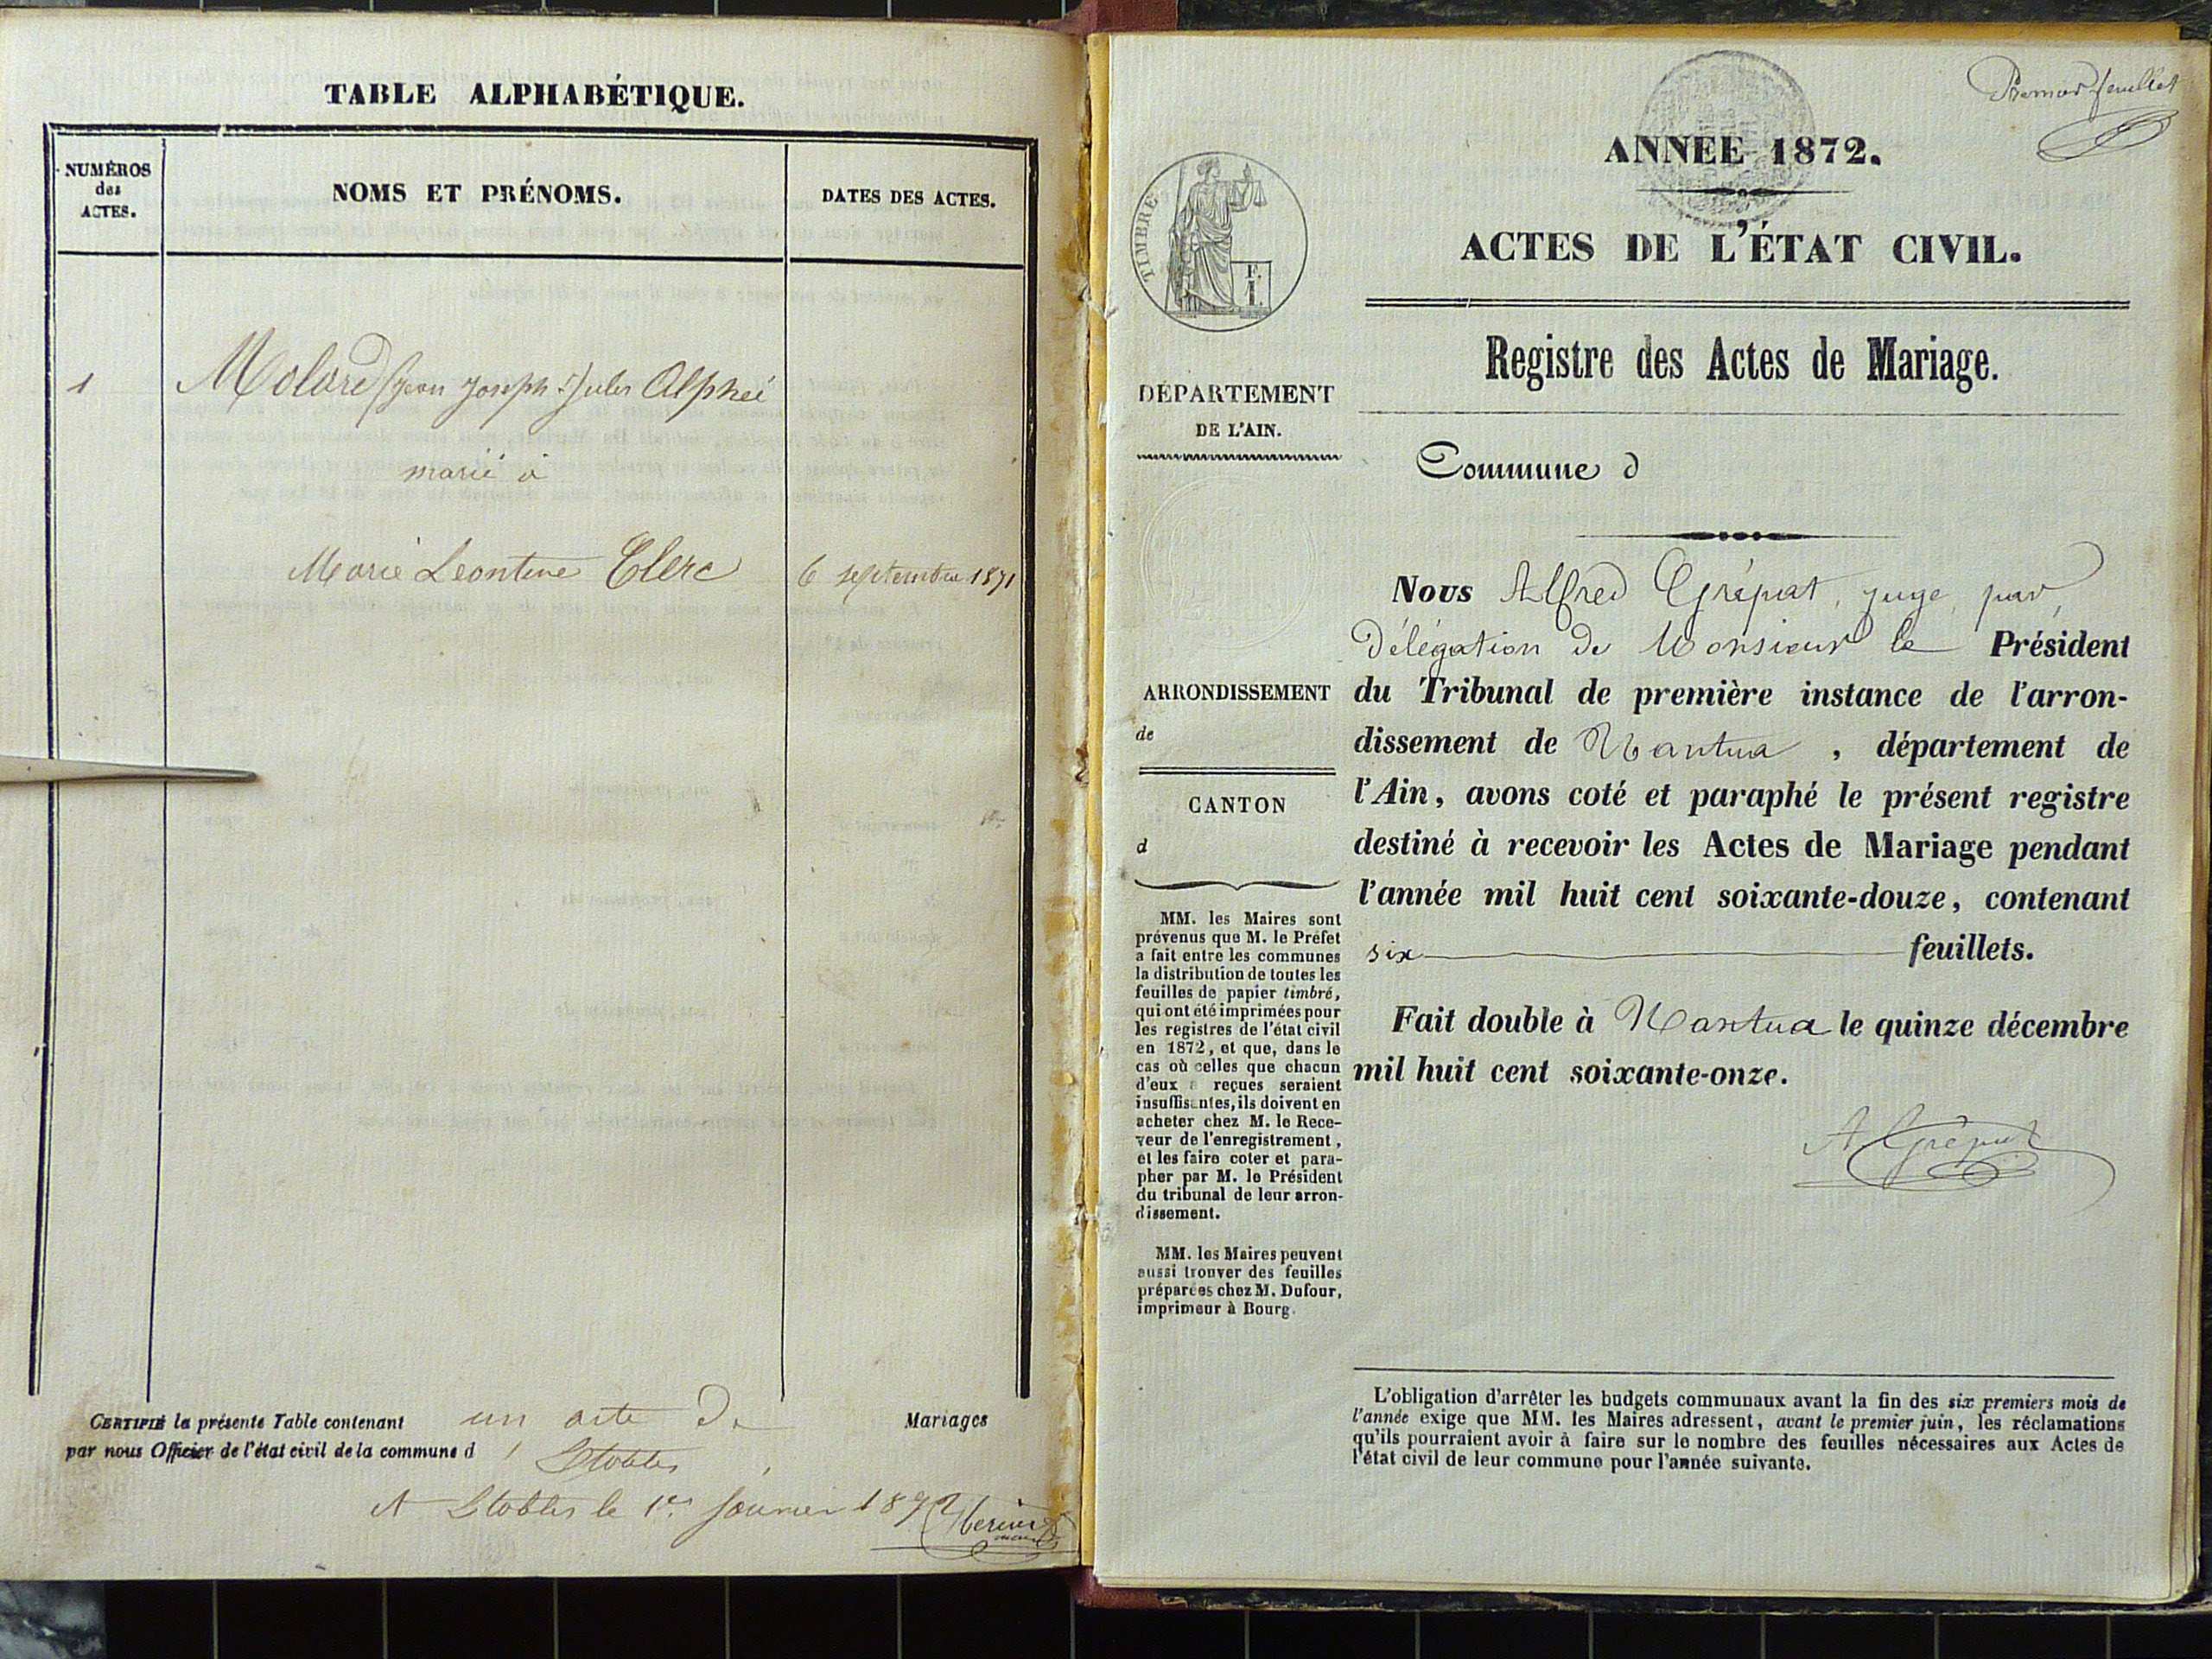 TABLE ALPHABÉTIQUE.
NUMÉROS
des
ACTES.
NOMS ET PRÉNOMS.
DATES DES ACTES.
1
Molard (Jean Joseph Jules Alphé
marié à
Marie Leontine Clerc
6 septembre 1871
CERTIFIÉ la présente Table contenant un acte de Mariages
par nous Officier de l'état civil de la commune d
A le 1er Janvier 1872
maire
Premier feuillet
ANNEE 1872.
ACTES DE L'ÉTAT CIVIL.
Registre des Actes de Mariage.
TIMBRE
F.
I.
DÉPARTEMENT
DE L'AIN.
ARRONDISSEMENT
de
CANTON
d
MM. les Maires sont
prévenus que M. le Préfet
a fait entre les communes
la distribution de toutes les
feuilles de papier timbré,
qui ont été imprimées pour
les registres de l'état civil
en 1872, et que, dans le
cas où celles que chacun
d'eux a reçues seraient
insuffisantes, ils doivent en
acheter chez M. le Rece-
veur de l'enregistrement,
et les faire coter et para-
pher par M. le Président
du tribunal de leur arron-
dissement.
MM. les Maires peuvent
aussi trouver des feuilles
préparées chez M. Dufour,
imprimeur à Bourg.
Commune d
Nous Alfred Grépat, juge, par
délégation de Monsieur le Président
du Tribunal de première instance de l'arron-
dissement de Nantua, département de
l'Ain, avons coté et paraphé le présent registre
destiné à recevoir les Actes de Mariage pendant
l'année mil huit cent soixante-douze, contenant
six feuillets.
Fait double à Nantua le quinze décembre
mil huit cent soixante-onze.
A Grépat
L'obligation d'arrêter les budgets communaux avant la fin des six premiers mois de
l'année exige que MM. les Maires adressent, avant le premier juin, les réclamations
qu'ils pourraient avoir à faire sur le nombre des feuilles nécessaires aux Actes de
l'état civil de leur commune pour l'année suivante.